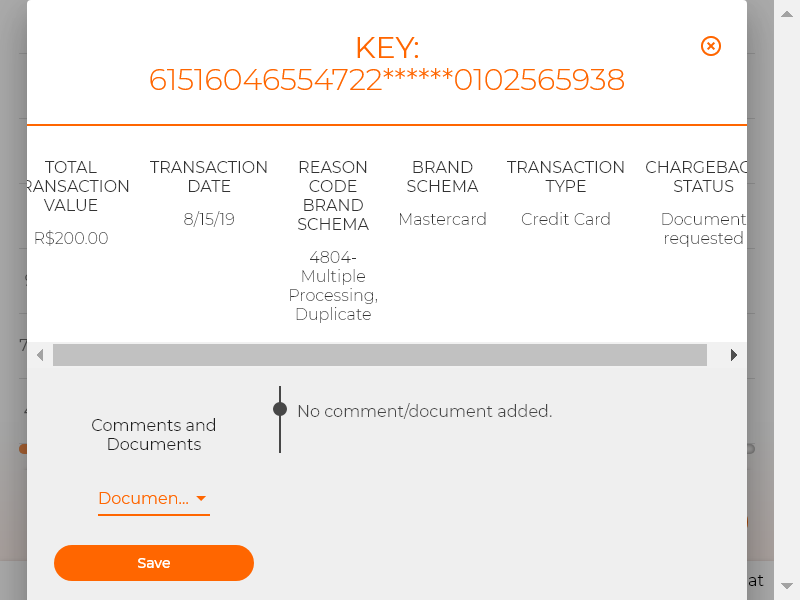 KEY:
61516046554722******0102565938
TOTAL
RANSACTION
VALUE
R$200.00
TRANSACTION
DATE
8/15/19
REASON
CODE
BRAND
SCHEMA
4804-
Multiple
Processing,
Duplicate
BRAND
SCHEMA
Mastercard
TRANSACTION
TYPE
Credit Card
CHARGEBAC
STATUS
Document
requested
Comments and
Documents
No comment/document added.
Documen...
Save
at